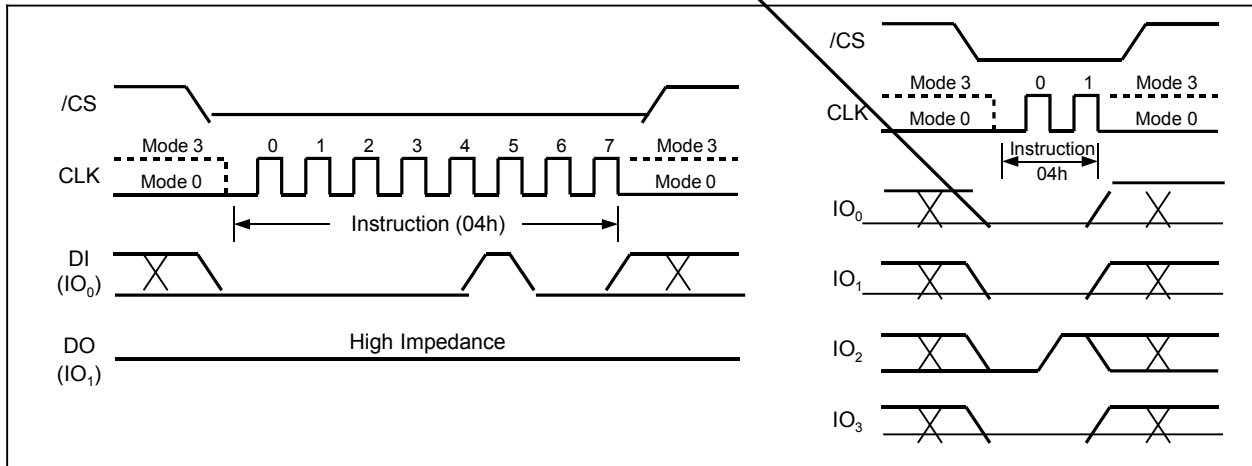 /CS
Mode 3
0 1 2 3 4 5 6 7
Mode 3
CLK
Mode 0
Mode 0
Instruction (04h)
DI
(IO₀)
DO
(IO₁)
High Impedance
/CS
Mode 3
0 1
Mode 3
CLK
Mode 0
Mode 0
Instruction
04h
IO₀
IO₁
IO₂
IO₃